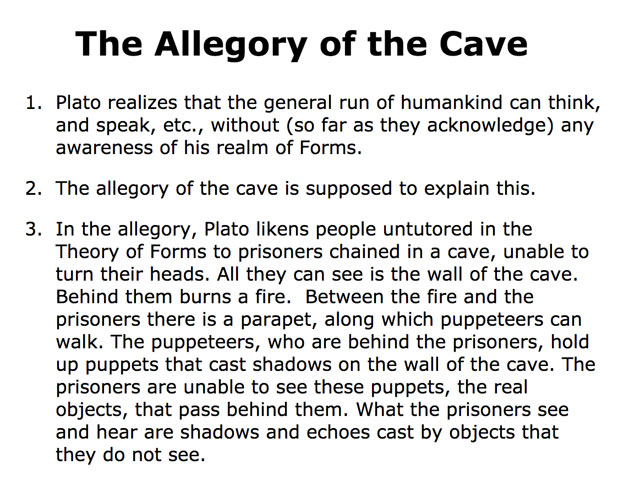 The Allegory of the Cave
1. Plato realizes that the general run of humankind can think,
and speak, etc., without (so far as they acknowledge) any
awareness of his realm of Forms.
2. The allegory of the cave is supposed to explain this.
3. In the allegory, Plato likens people untutored in the
Theory of Forms to prisoners chained in a cave, unable to
turn their heads. All they can see is the wall of the cave.
Behind them burns a fire.  Between the fire and the
prisoners there is a parapet, along which puppeteers can
walk. The puppeteers, who are behind the prisoners, hold
up puppets that cast shadows on the wall of the cave. The
prisoners are unable to see these puppets, the real
objects, that pass behind them. What the prisoners see
and hear are shadows and echoes cast by objects that
they do not see.